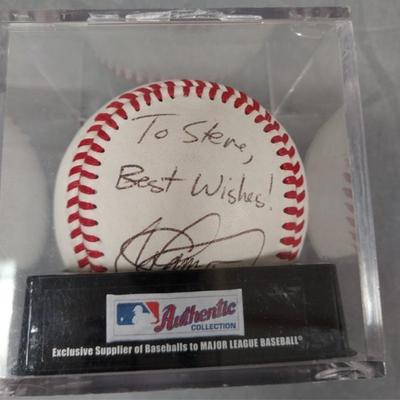 To Steve,
Best Wishes!
Authentic
COLLECTION
Exclusive Supplier of Baseballs to MAJOR LEAGUE BASEBALL®